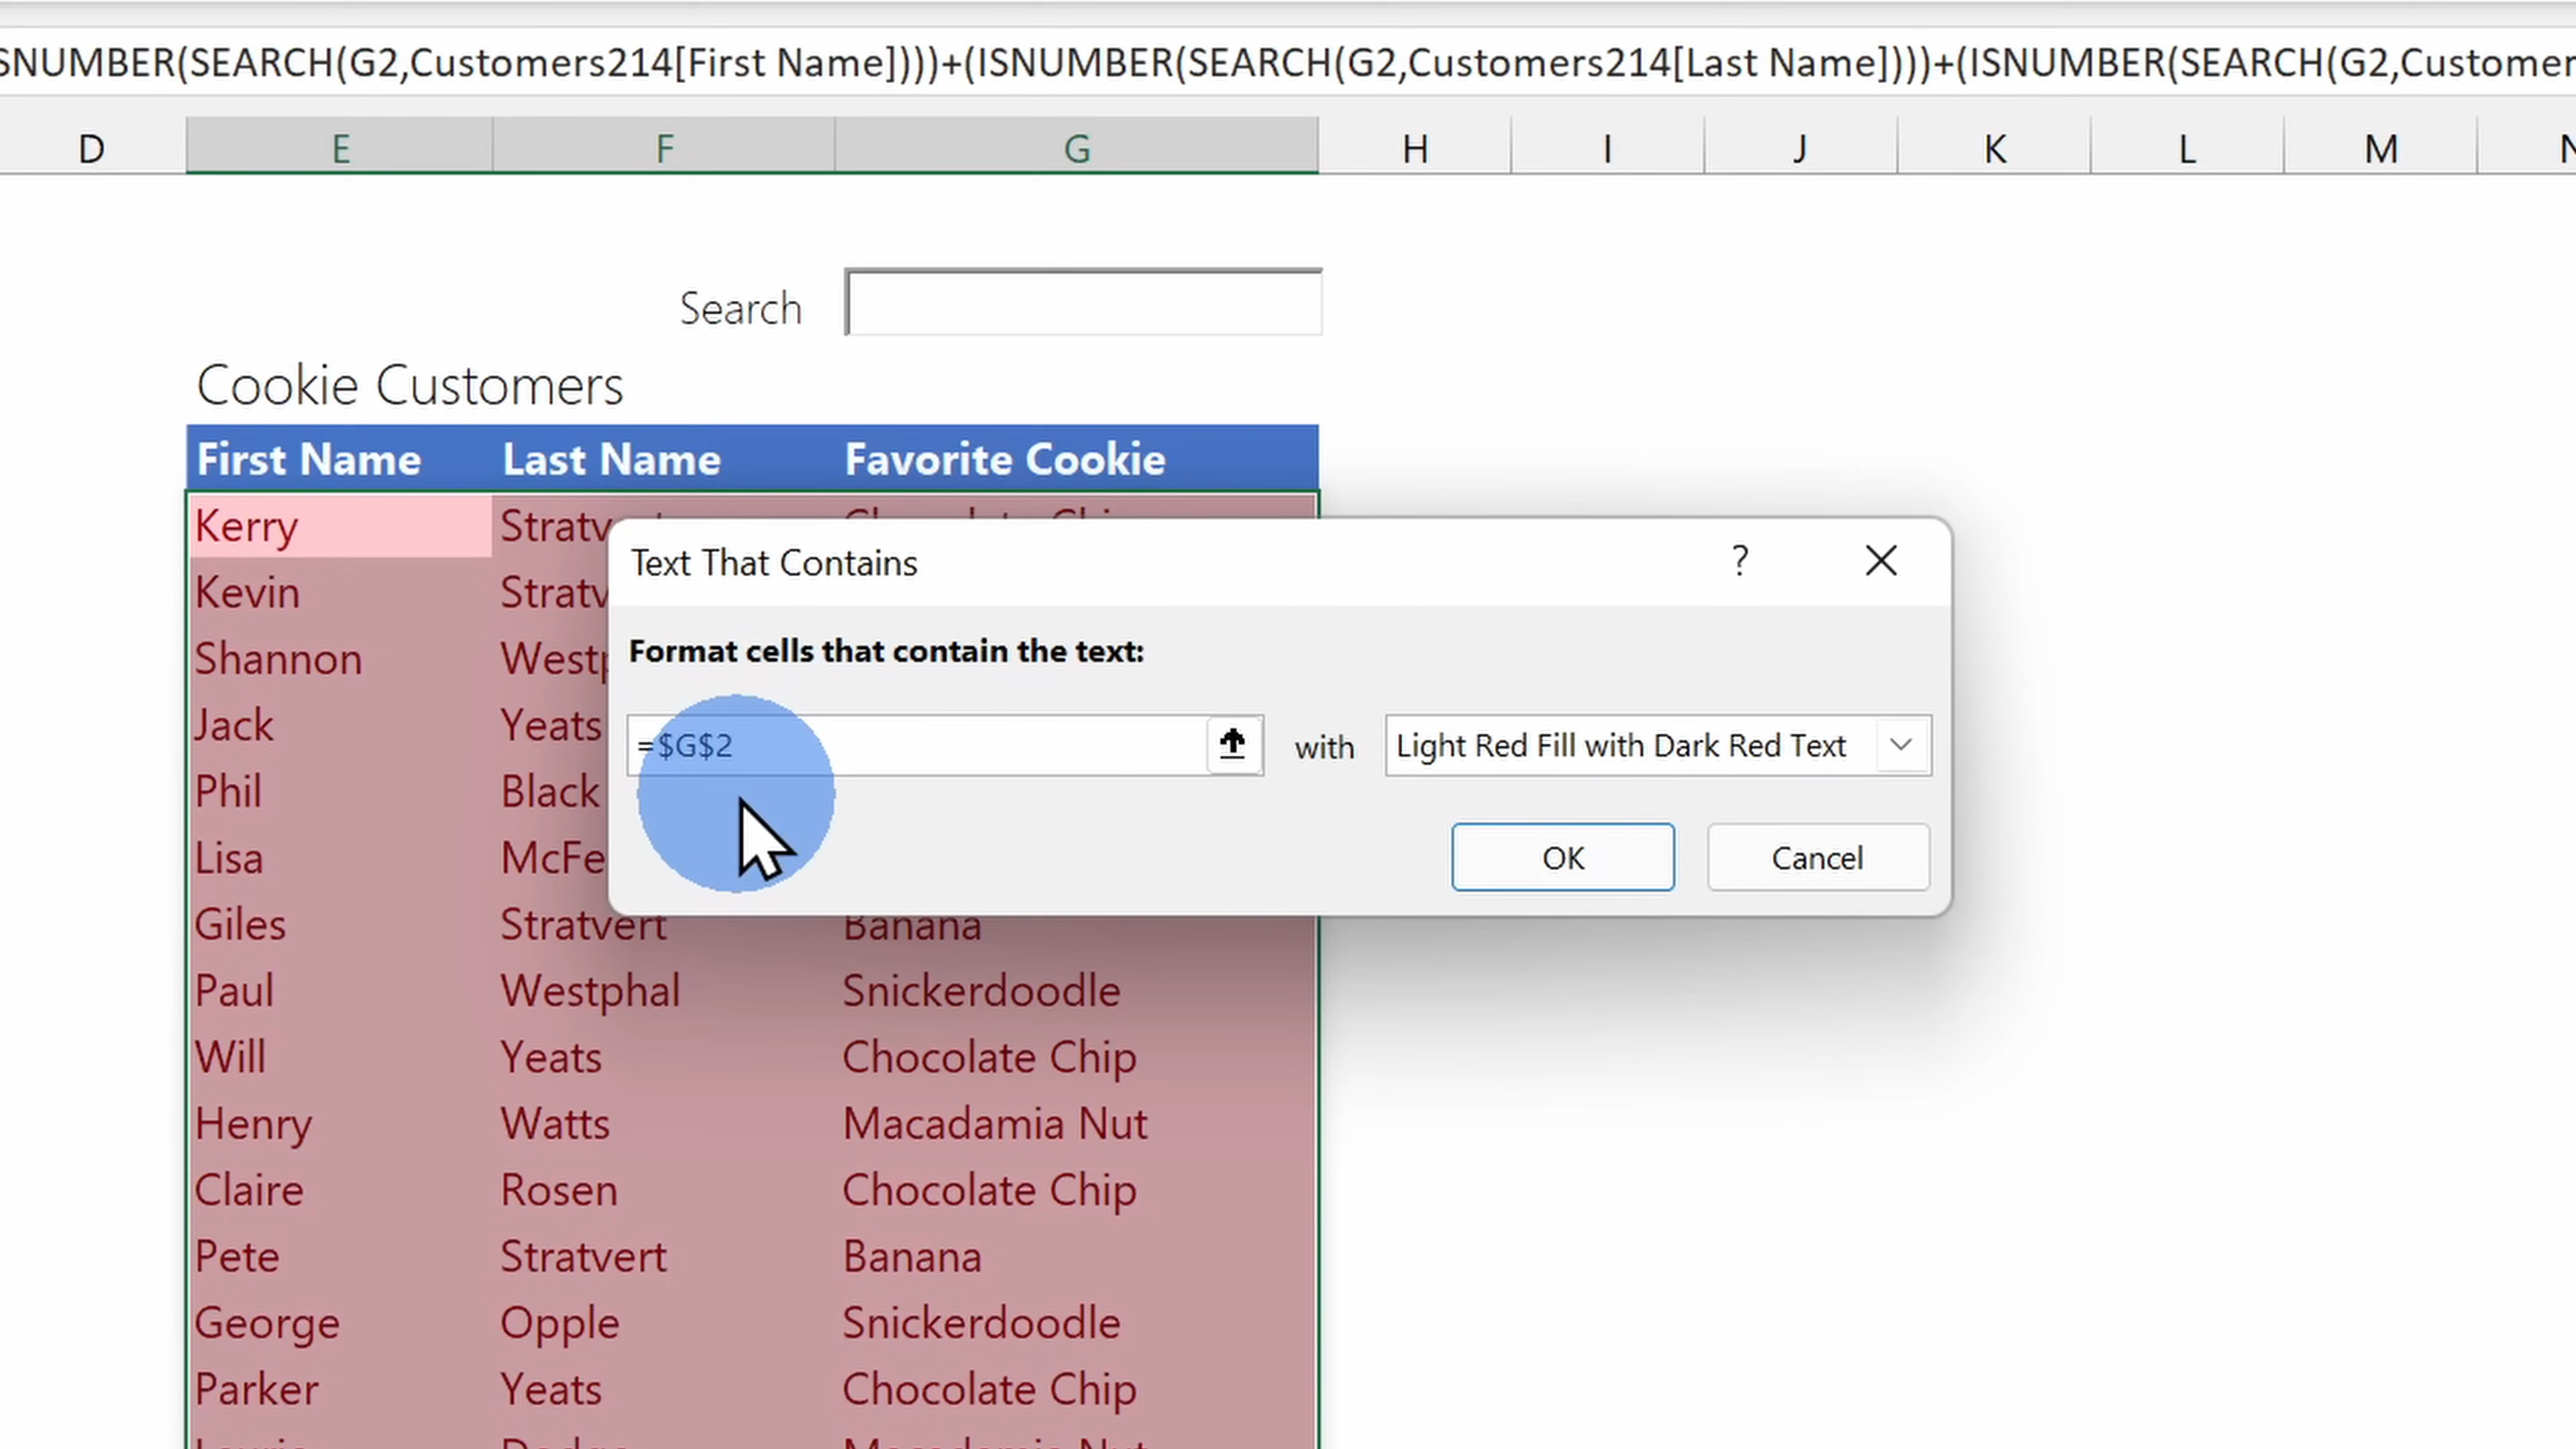 SNUMBER(SEARCH(G2,Customers214[First Name])))+(ISNUMBER(SEARCH(G2,Customers214[Last Name])))+(ISNUMBER(SEARCH(G2,Customer
D E F G H I J K L M N
Search
Cookie Customers
First Name Last Name Favorite Cookie
Kerry
Kevin
Shannon
Jack Yeats
Phil Black
Lisa McFe
Text That Contains ? 
Format cells that contain the text:
=$G$2 with Light Red Fill with Dark Red Text
OK Cancel
Giles Stratvert Banana
Paul Westphal Snickerdoodle
Will Yeats Chocolate Chip
Henry Watts Macadamia Nut
Claire Rosen Chocolate Chip
Pete Stratvert Banana
George Opple Snickerdoodle
Parker Yeats Chocolate Chip